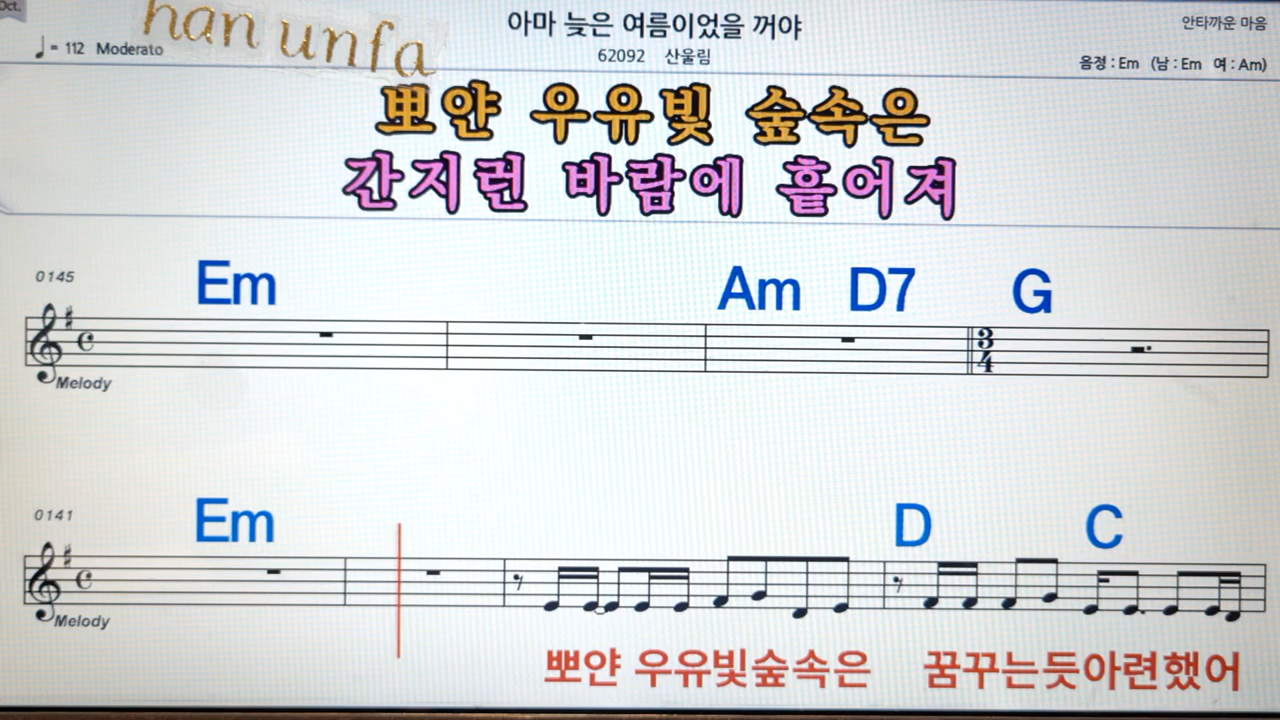 Oct.
han unfa
아마 늦은 여름이었을 꺼야
안타까운 마음
♩= 112 Moderato
62092 산울림
음정 : Em (남 : Em 여 : Am)
뽀얀 우유빛 숲속은
간지런 바람에 흩어져
0145
Em Am D7 G
3
4
Melody
0141
Em D C
Melody
뽀얀 우유빛숲속은 꿈꾸는듯아련했어